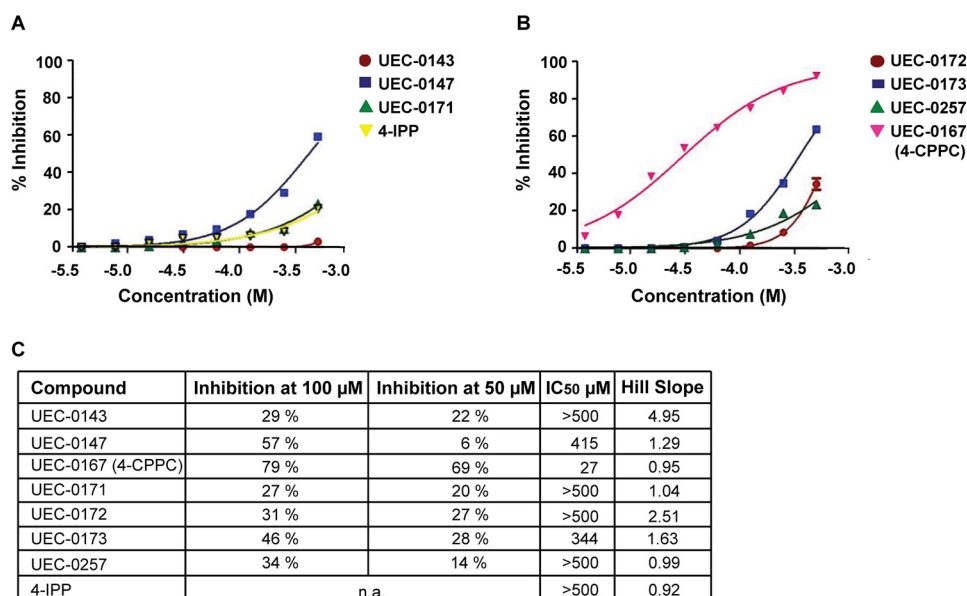 A
B
UEC-0143
UEC-0147
UEC-0171
4-IPP
UEC-0172
UEC-0173
UEC-0257
UEC-0167
(4-CPPC)
% Inhibition
100
80
60
40
20
0
-5.5
-5.0
-4.5
-4.0
-3.5
-3.0
Concentration (M)
% Inhibition
100
80
60
40
20
0
-5.5
-5.0
-4.5
-4.0
-3.5
-3.0
Concentration (M)
C
Compound Inhibition at 100 µM Inhibition at 50 µM IC50 µM Hill Slope
UEC-0143 29 % 22 % >500 4.95
UEC-0147 57 % 6 % 415 1.29
UEC-0167 (4-CPPC) 79 % 69 % 27 0.95
UEC-0171 27 % 20 % >500 1.04
UEC-0172 31 % 27 % >500 2.51
UEC-0173 46 % 28 % 344 1.63
UEC-0257 34 % 14 % >500 0.99
4-IPP n.a. >500 0.92